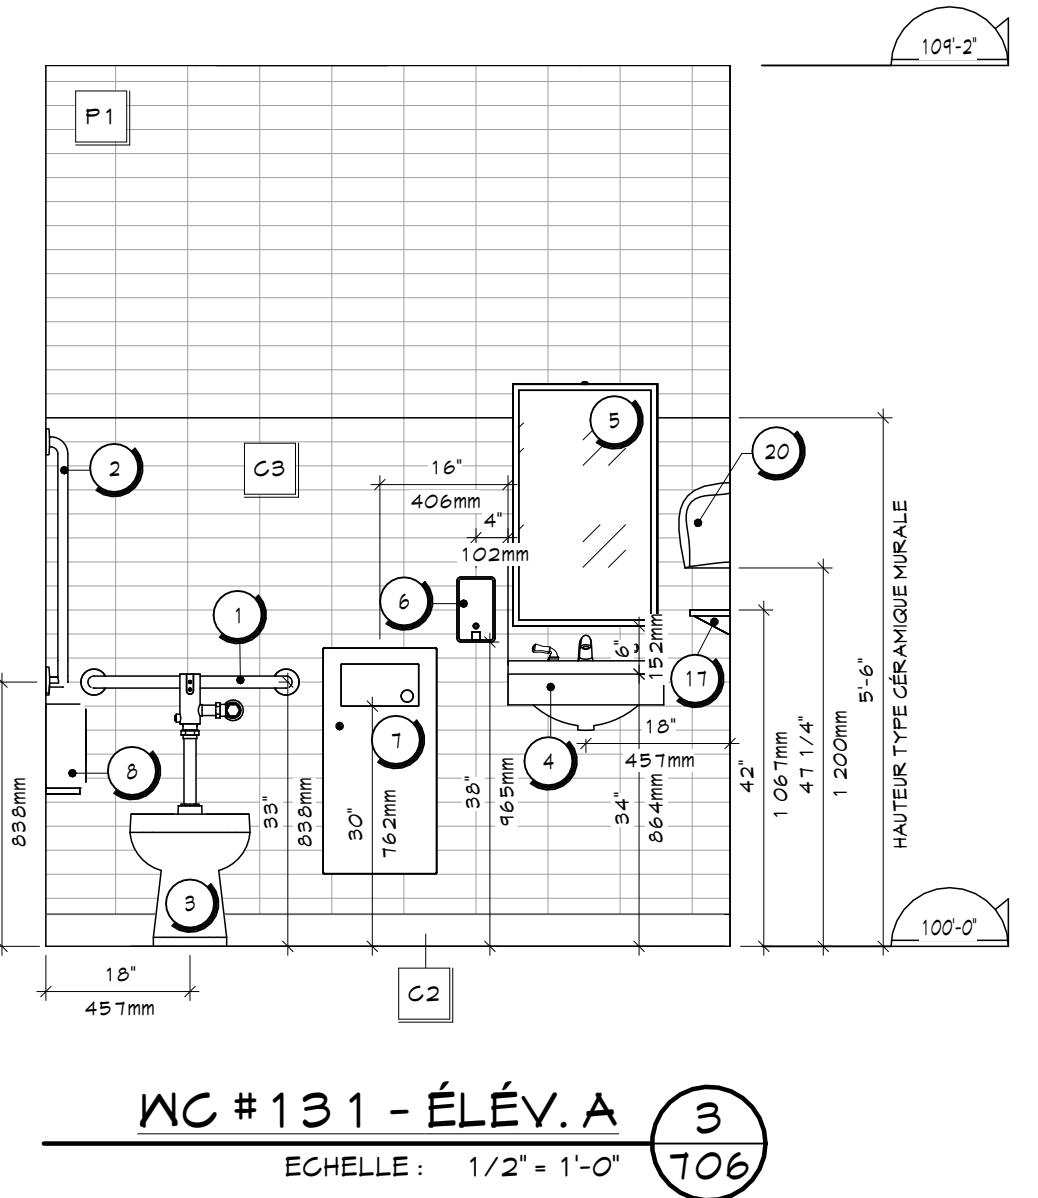 109'-2"
P1
5
2
C3
16"
406mm
4"
102mm
20
6
1
6"
152mm
17
7
18"
457mm
4
8
838mm
33"
838mm
30"
762mm
38"
965mm
34"
864mm
42"
1 067mm
47 1/4"
1 200mm
5'-6"
HAUTEUR TYPE CÉRAMIQUE MURALE
3
100'-0"
18"
457mm
C2
WC #131 - ÉLÉV. A
3
706
ECHELLE : 1/2" = 1'-0"